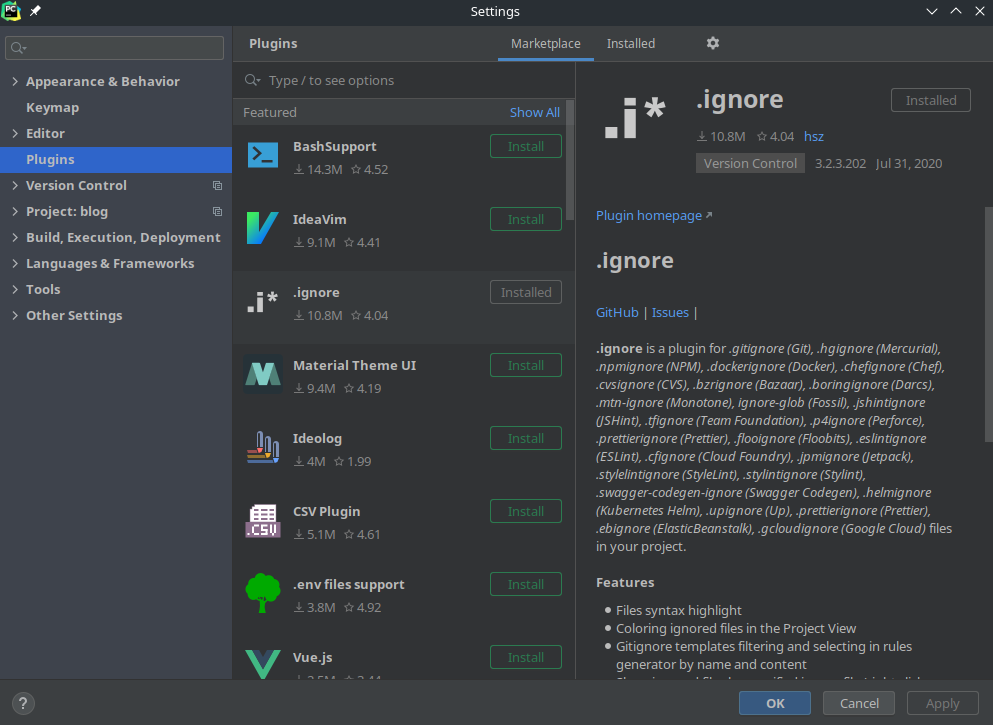 PC
Settings
Appearance & Behavior
Keymap
Editor
Plugins
Version Control
Project: blog
Build, Execution, Deployment
Languages & Frameworks
Tools
Other Settings
Plugins
Marketplace
Installed
Type / to see options
Featured
Show All
BashSupport
14.3M 4.52
Install
IdeaVim
9.1M 4.41
Install
.i*
.ignore
10.8M 4.04
Installed
Material Theme UI
9.4M 4.19
Install
Ideolog
4M 1.99
Install
.CSV
CSV Plugin
5.1M 4.61
Install
.env files support
3.8M 4.92
Install
Vue.js
Install
.i*
.ignore
Installed
10.8M 4.04 hsz
Version Control 3.2.3.202 Jul 31, 2020
Plugin homepage
.ignore
GitHub | Issues |
.ignore is a plugin for .gitignore (Git), .hgignore (Mercurial),
.npmignore (NPM), .dockerignore (Docker), .chefignore (Chef),
.cvsignore (CVS), .bzrignore (Bazaar), .boringignore (Darcs),
.mtn-ignore (Monotone), ignore-glob (Fossil), .jshintignore
(JSHint), .tfignore (Team Foundation), .p4ignore (Perforce),
.prettierignore (Prettier), .flooignore (Floobits), .eslintignore
(ESLint), .cfignore (Cloud Foundry), .jpmignore (Jetpack),
.stylelintignore (StyleLint), .stylintignore (Stylint),
.swagger-codegen-ignore (Swagger Codegen), .helmignore
(Kubernetes Helm), .upignore (Up), .prettierignore (Prettier),
.ebignore (ElasticBeanstalk), .gcloudignore (Google Cloud) files
in your project.
Features
Files syntax highlight
Coloring ignored files in the Project View
Gitignore templates filtering and selecting in rules
generator by name and content
?
OK
Cancel
Apply